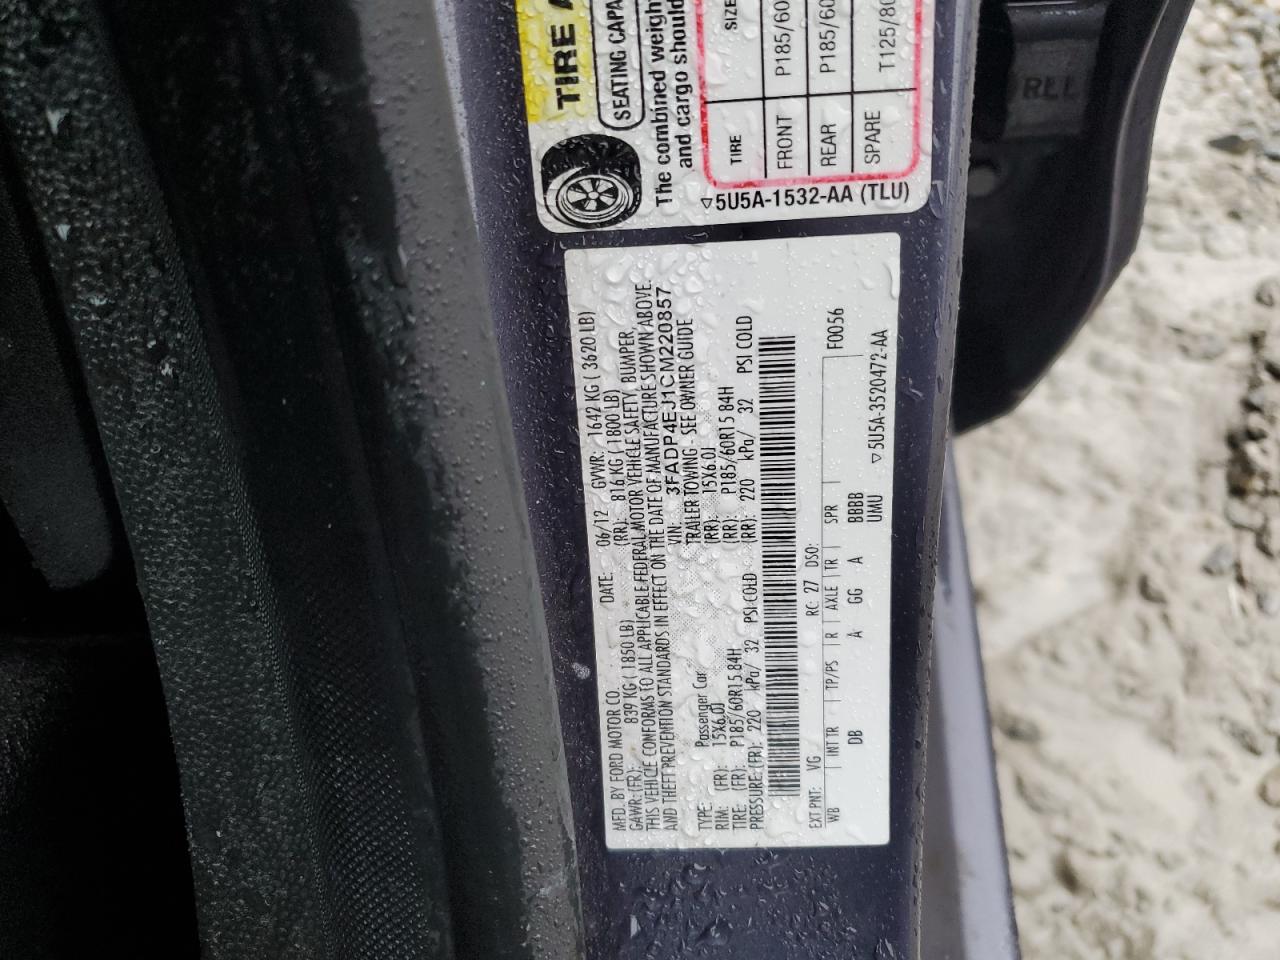 TIRE
SEATING CAPA
The combined weight
and cargo should
TIRE SIZE
FRONT P185/60
REAR P185/60
SPARE T125/80
▽5U5A-1532-AA (TLU)
MFD. BY FORD MOTOR CO. DATE: 06/12 GVWR: 1642 KG ( 3620 LB)
GAWR: (FR): 839 KG ( 1850 LB) (RR): 816 KG ( 1800 LB)
THIS VEHICLE CONFORMS TO ALL APPLICABLE FEDERAL MOTOR VEHICLE SAFETY, BUMPER,
AND THEFT PREVENTION STANDARDS IN EFFECT ON THE DATE OF MANUFACTURE SHOWN ABOVE.
VIN: 3FADP4EJ1CM220857
TYPE: Passenger Car TRAILER TOWING - SEE OWNER GUIDE
RIM: (FR): 15X6.0J (RR): 15X6.0J
TIRE: (FR): P185/60R15 84H (RR): P185/60R15 84H
PRESSURE: (FR): 220 kPa/ 32 PSI COLD (RR): 220 kPa/ 32 PSI COLD
EXT PNT: VG RC: 27 DSO: F0056
WB INT TR TP/PS R AXLE TR SPR
DB A GG A BBBB
UMU
▽5U5A-3520472-AA
RLL